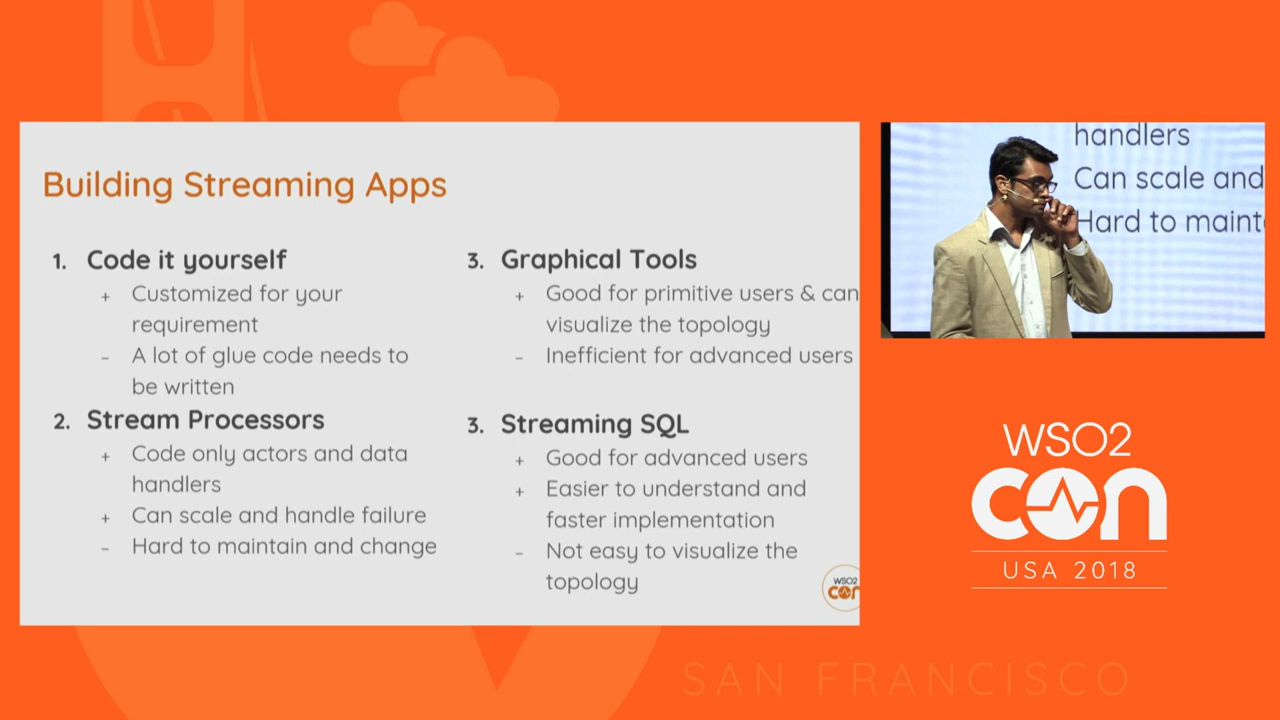 Building Streaming Apps
1. Code it yourself
+ Customized for your
requirement
- A lot of glue code needs to
be written
2. Stream Processors
+ Code only actors and data
handlers
+ Can scale and handle failure
- Hard to maintain and change
3. Graphical Tools
+ Good for primitive users & can
visualize the topology
- Inefficient for advanced users
3. Streaming SQL
+ Good for advanced users
+ Easier to understand and
faster implementation
- Not easy to visualize the
topology
WSO2
con
handlers
Can scale and
Hard to maint
WSO2
con
USA 2018
SAN FRANCISCO